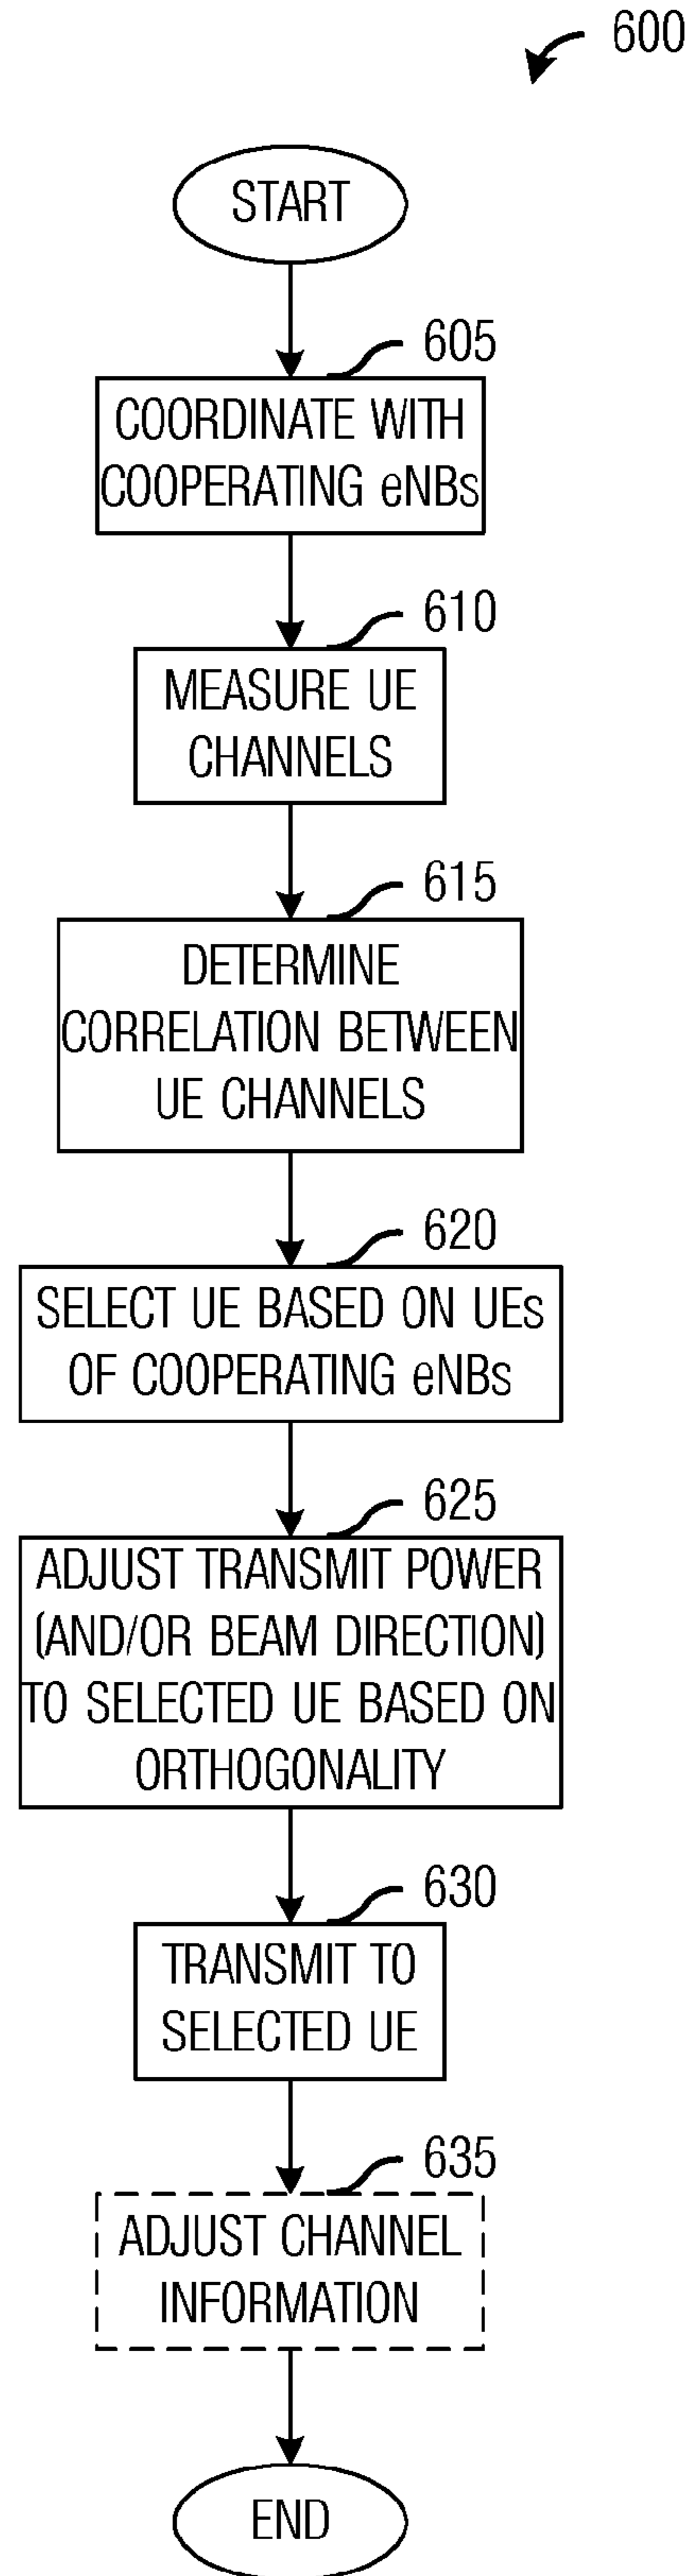 600
START
605
COORDINATE WITH
COOPERATING eNBs
610
MEASURE UE
CHANNELS
615
DETERMINE
CORRELATION BETWEEN
UE CHANNELS
620
SELECT UE BASED ON UEs
OF COOPERATING eNBs
625
ADJUST TRANSMIT POWER
(AND/OR BEAM DIRECTION)
TO SELECTED UE BASED ON
ORTHOGONALITY
630
TRANSMIT TO
SELECTED UE
635
ADJUST CHANNEL
INFORMATION
END